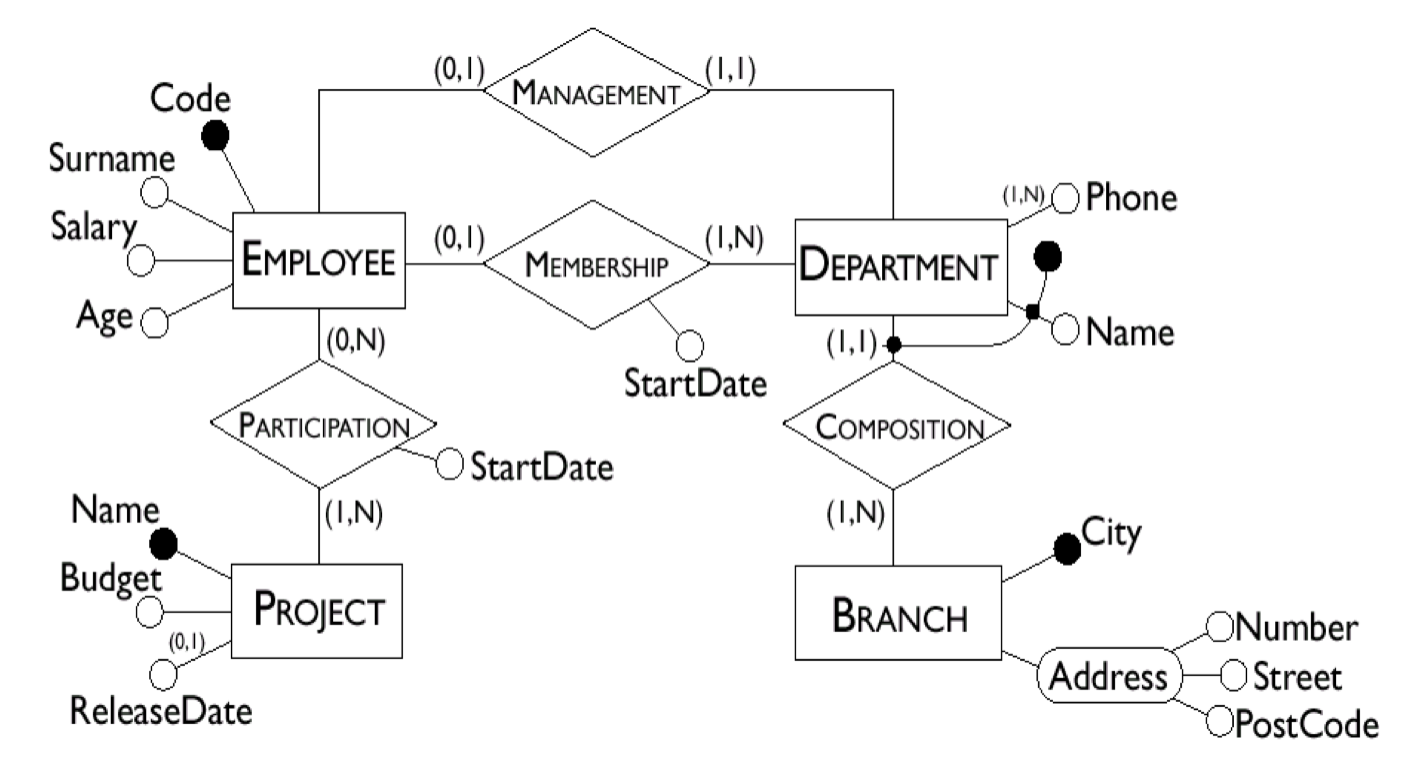 (0,1)
MANAGEMENT
(1,1)
Code
Surname
Salary
Age
EMPLOYEE
(0,1)
MEMBERSHIP
(1,N)
StartDate
DEPARTMENT
(1,N)
Phone
Name
(0,N)
PARTICIPATION
StartDate
(1,N)
(1,1)
COMPOSITION
(1,N)
Name
Budget
(0,1)
ReleaseDate
PROJECT
BRANCH
City
Address
Number
Street
PostCode